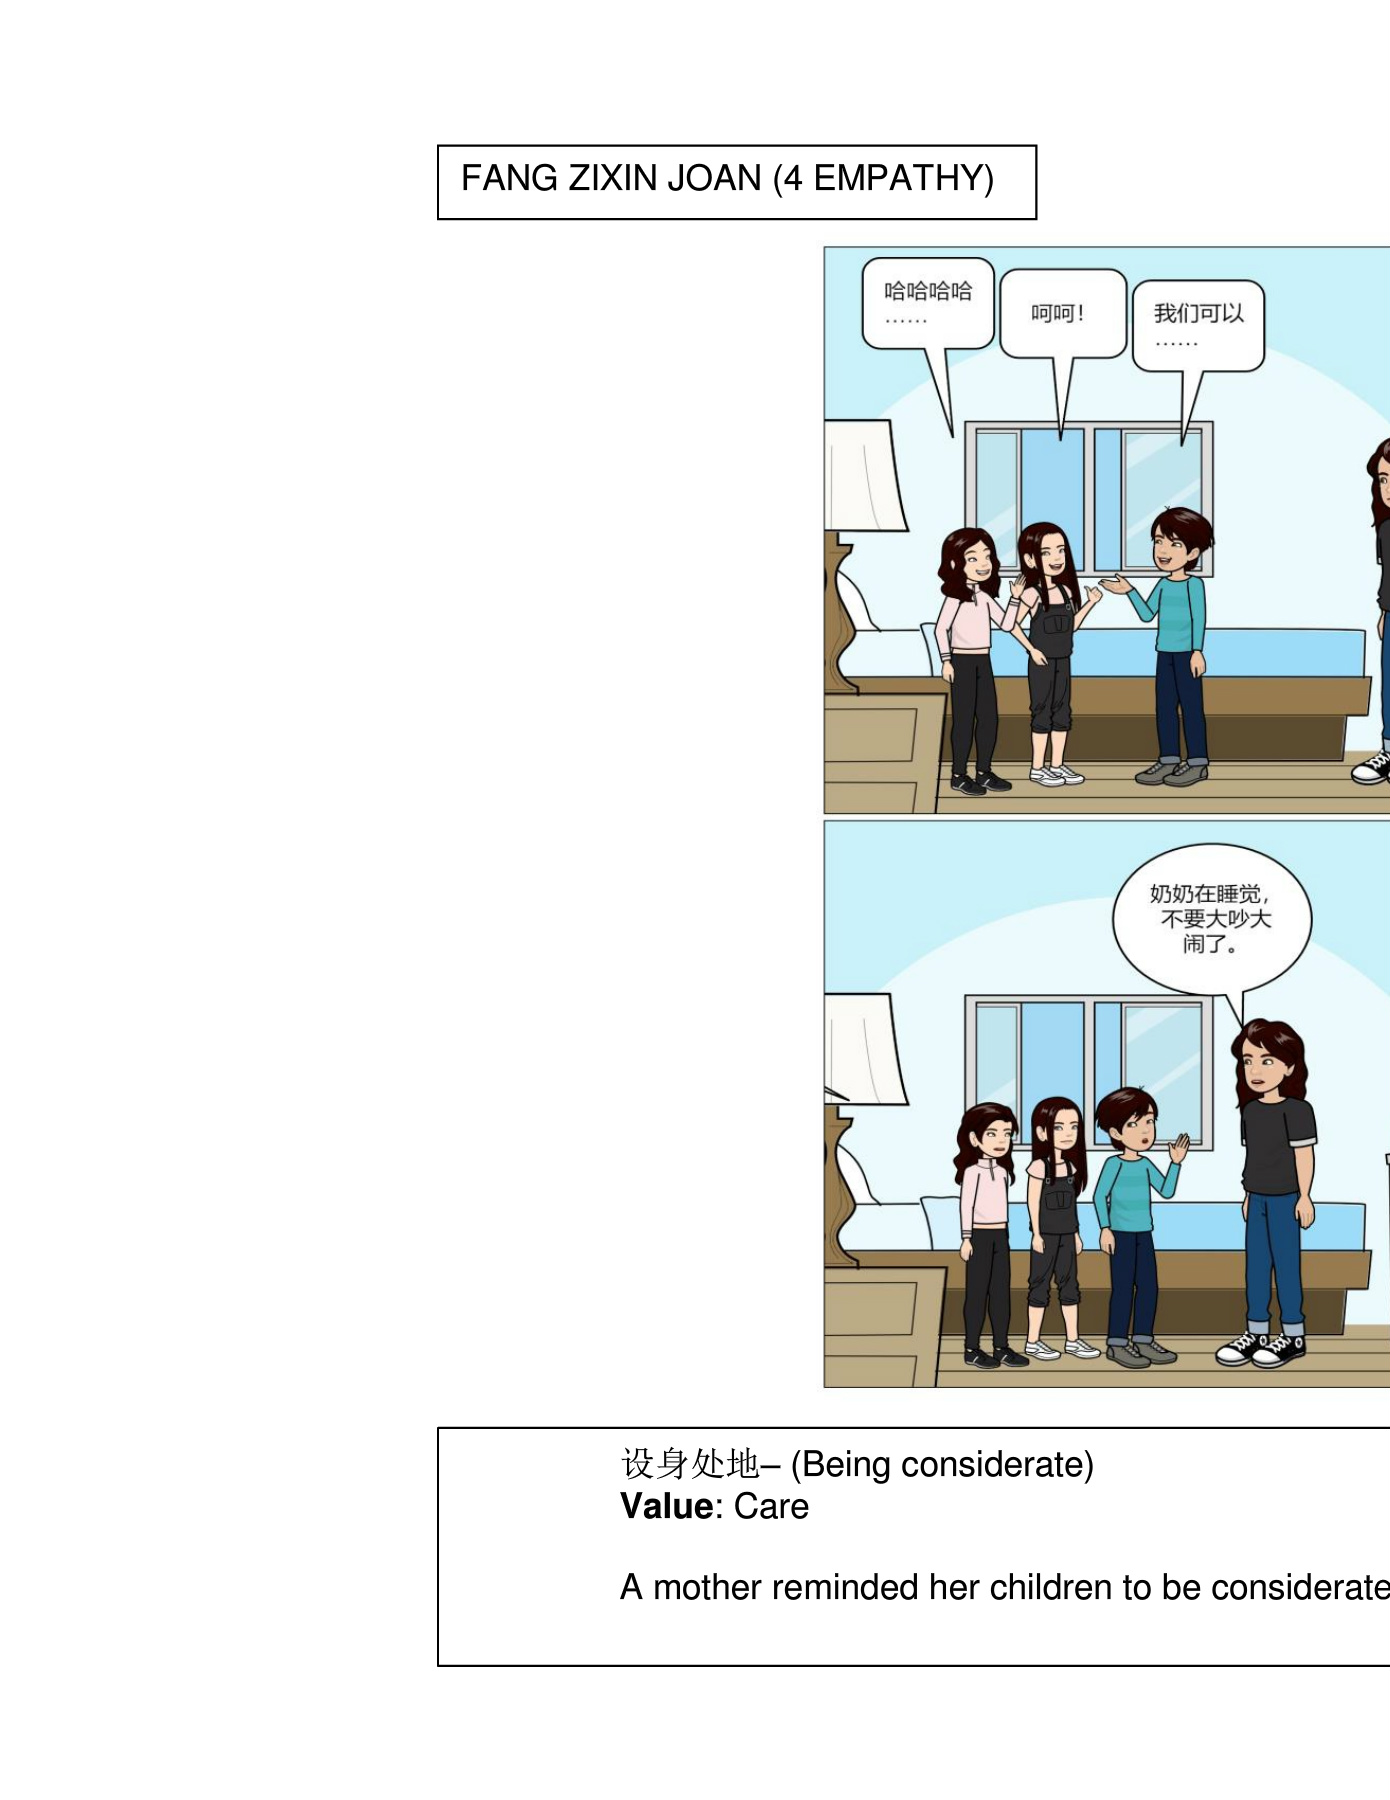 FANG ZIXIN JOAN (4 EMPATHY)
哈哈哈哈
……
呵呵！
我们可以
……
奶奶在睡觉，
不要大吵大
闹了。
设身处地– (Being considerate)
Value: Care
A mother reminded her children to be considerate